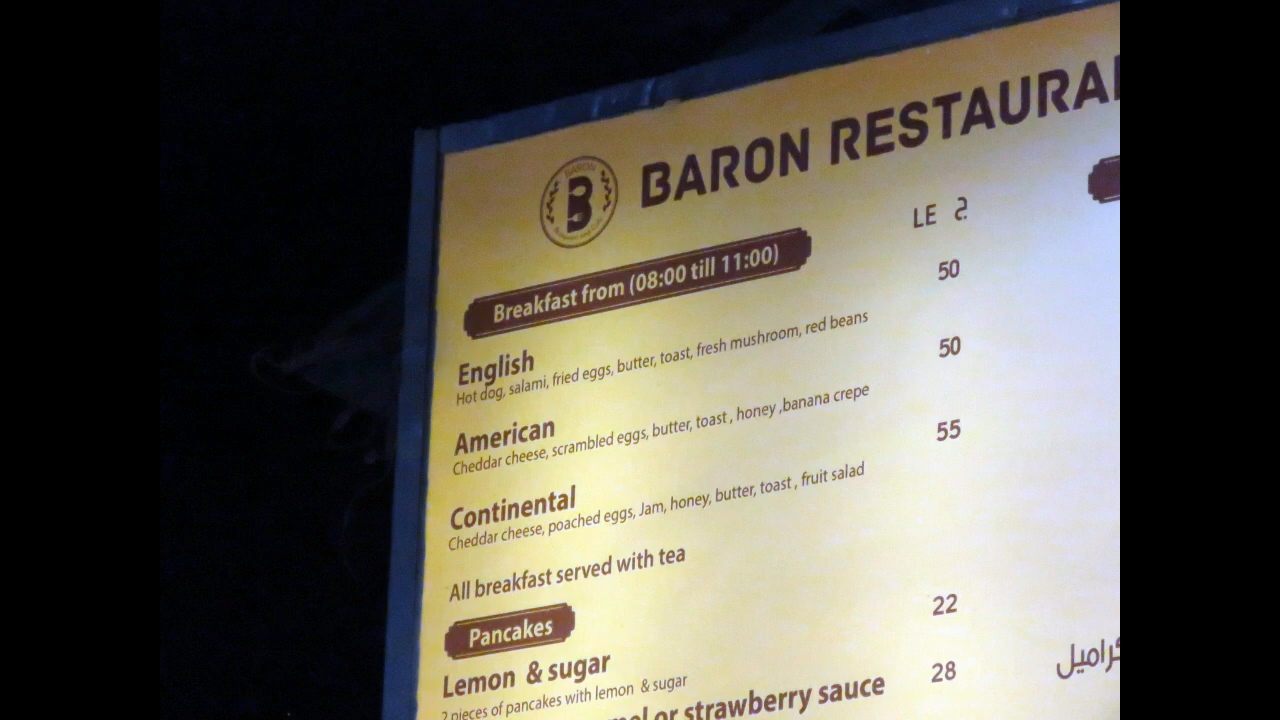 BARON RESTAURA
BARON
B
LE ج
Breakfast from (08:00 till 11:00)
50
English
Hot dog, salami, fried eggs, butter, toast, fresh mushroom, red beans
50
American
Cheddar cheese, scrambled eggs, butter, toast , honey ,banana crepe
55
Continental
Cheddar cheese, poached eggs, Jam, honey, butter, toast , fruit salad
All breakfast served with tea
Pancakes
22
Lemon & sugar
2 pieces of pancakes with lemon & sugar
28
or strawberry sauce
كراميل